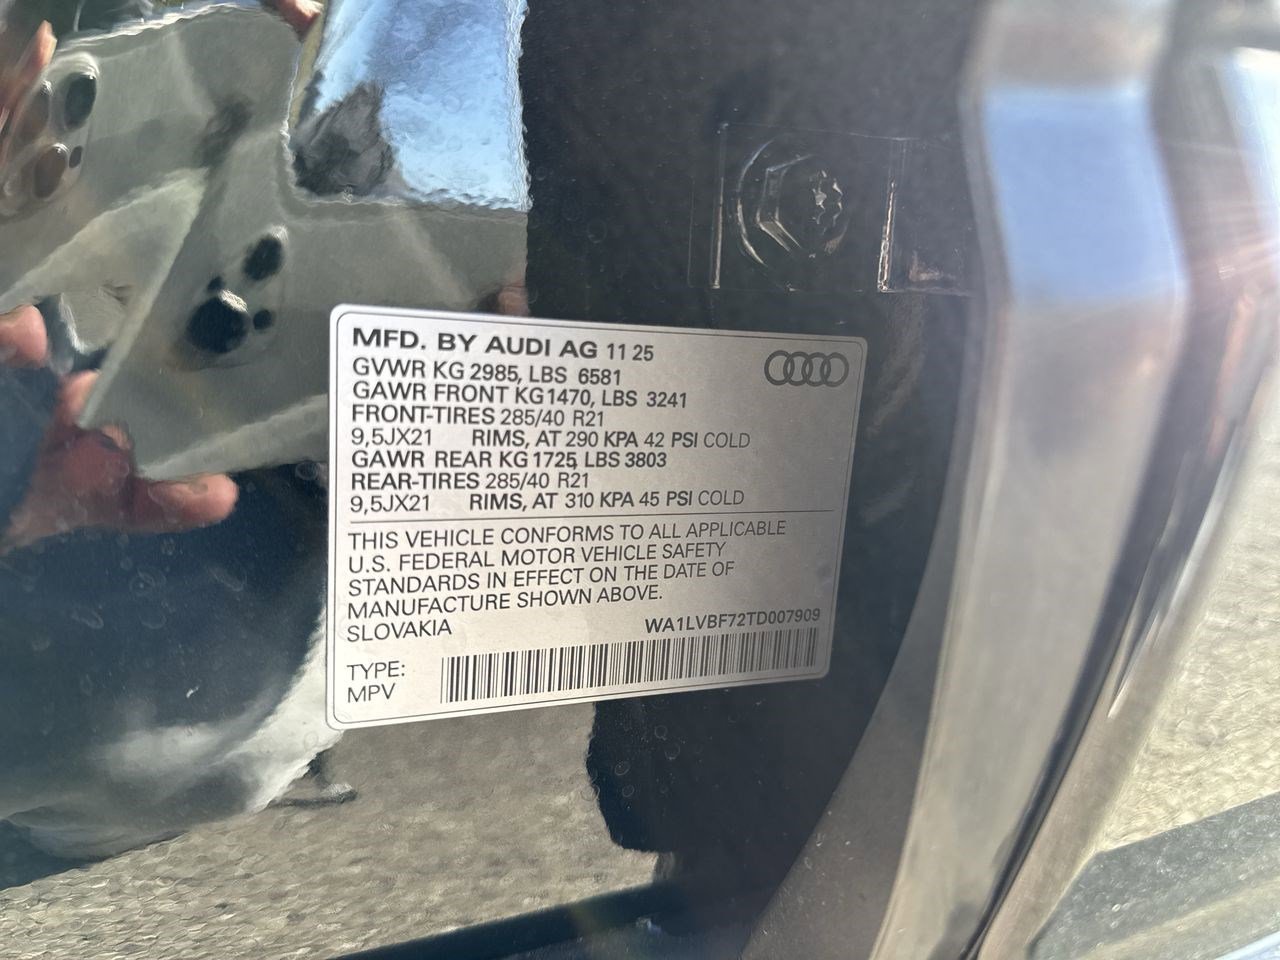 MFD. BY AUDI AG 11 25
GVWR KG 2985, LBS 6581
GAWR FRONT KG1470, LBS 3241
FRONT-TIRES 285/40 R21
9,5JX21 RIMS, AT 290 KPA 42 PSI COLD
GAWR REAR KG 1725, LBS 3803
REAR-TIRES 285/40 R21
9,5JX21 RIMS, AT 310 KPA 45 PSI COLD
THIS VEHICLE CONFORMS TO ALL APPLICABLE
U.S. FEDERAL MOTOR VEHICLE SAFETY
STANDARDS IN EFFECT ON THE DATE OF
MANUFACTURE SHOWN ABOVE.
SLOVAKIA WA1LVBF72TD007909
TYPE:
MPV